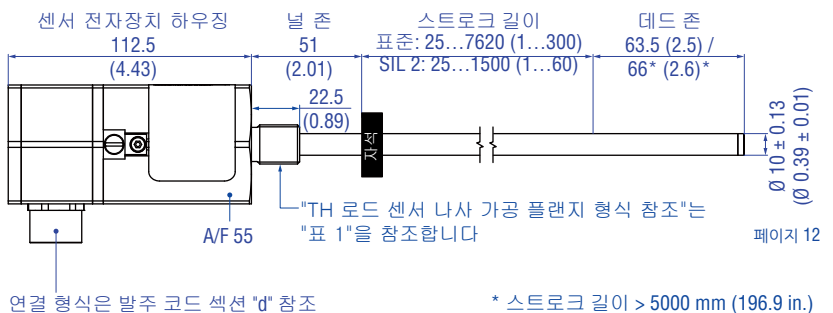 센서 전자장치 하우징
112.5
(4.43)
널 존
51
(2.01)
스트로크 길이
표준: 25…7620 (1…300)
SIL 2: 25…1500 (1…60)
데드 존
63.5 (2.5) /
66* (2.6)*
22.5
(0.89)
자석
Ø 10 ± 0.13
(Ø 0.39 ± 0.01)
"TH 로드 센서 나사 가공 플랜지 형식 참조"는
"표 1"을 참조합니다
A/F 55
페이지 12
연결 형식은 발주 코드 섹션 "d" 참조
* 스트로크 길이 > 5000 mm (196.9 in.)